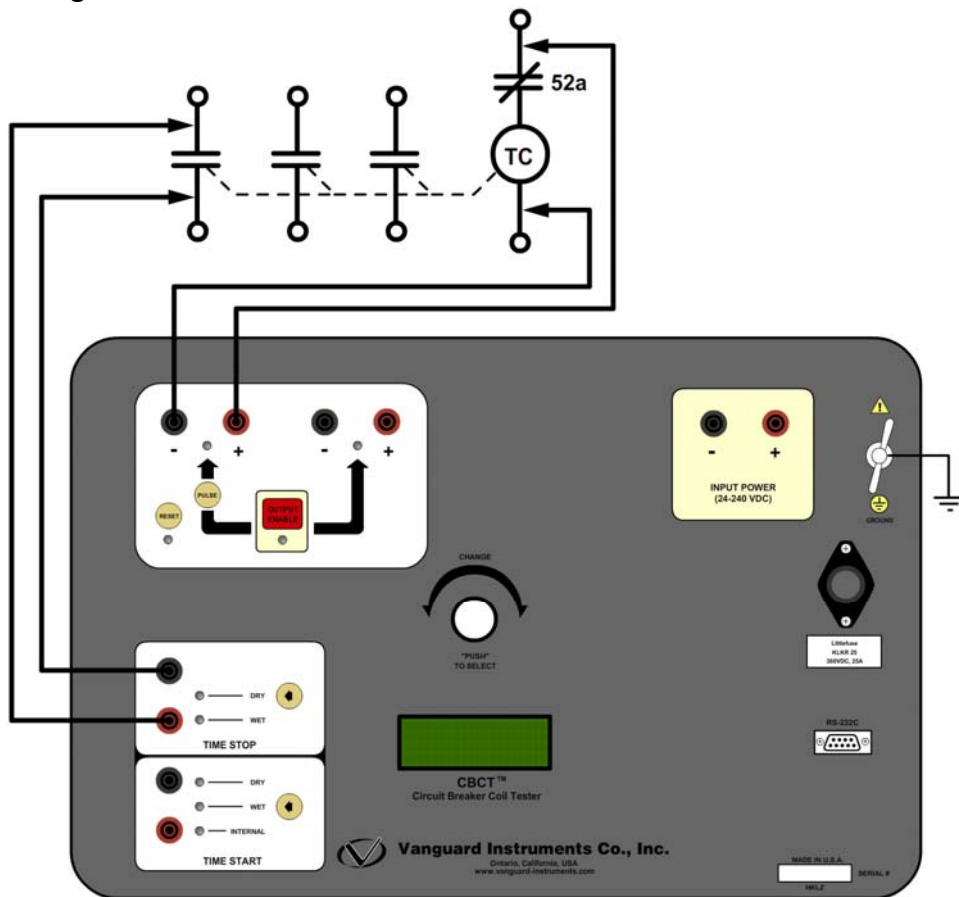 52a
TC
- + - +
PULSE
RESET
OUTPUT
ENABLE
- +
INPUT POWER
(24-240 VDC)
GROUND
CHANGE
"PUSH"
TO SELECT
Littlefuse
KLKR 25
300VDC, 25A
RS-232C
DRY
WET
TIME STOP
DRY
WET
INTERNAL
TIME START
CBCT™
Circuit Breaker Coil Tester
Vanguard Instruments Co., Inc.
Ontario, California, USA
www.vanguard-instruments.com
MADE IN U.S.A.
SERIAL #
HKLZ